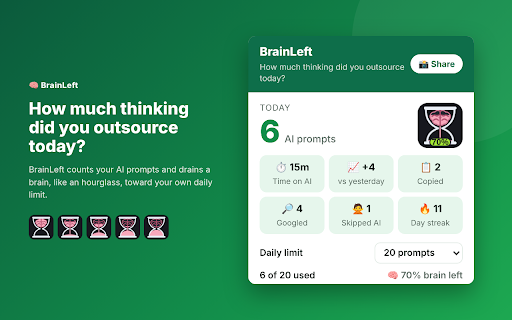 🧠 BrainLeft
How much thinking
did you outsource
today?
BrainLeft counts your AI prompts and drains a
brain, like an hourglass, toward your own daily
limit.
BrainLeft
How much thinking did you outsource
today?
📸 Share
TODAY
6 AI prompts
70%
⏱️ 15m
Time on AI
📈 +4
vs yesterday
📋 2
Copied
🔎 4
Googled
🙅 1
Skipped AI
🔥 11
Day streak
Daily limit
20 prompts
6 of 20 used
🧠 70% brain left